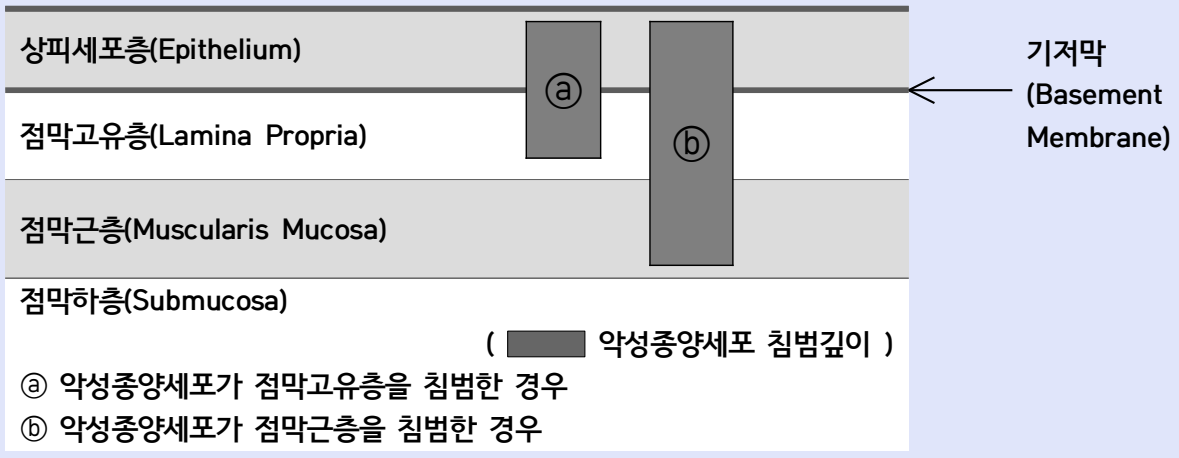 상피세포층(Epithelium)
ⓐ
기저막
(Basement
Membrane)
점막고유층(Lamina Propria)
ⓑ
점막근층(Muscularis Mucosa)
점막하층(Submucosa)
( 악성종양세포 침범깊이 )
ⓐ 악성종양세포가 점막고유층을 침범한 경우
ⓑ 악성종양세포가 점막근층을 침범한 경우